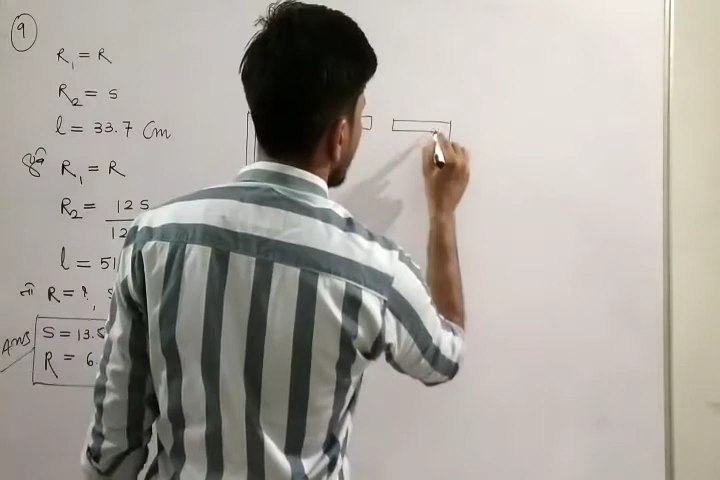 9
R₁ = R
R₂ = S
l = 33.7 Cm
R₁ = R
R₂ = 12 S / 12
l = 51
तो R = ?, S
Ans S = 13.5
R = 6.